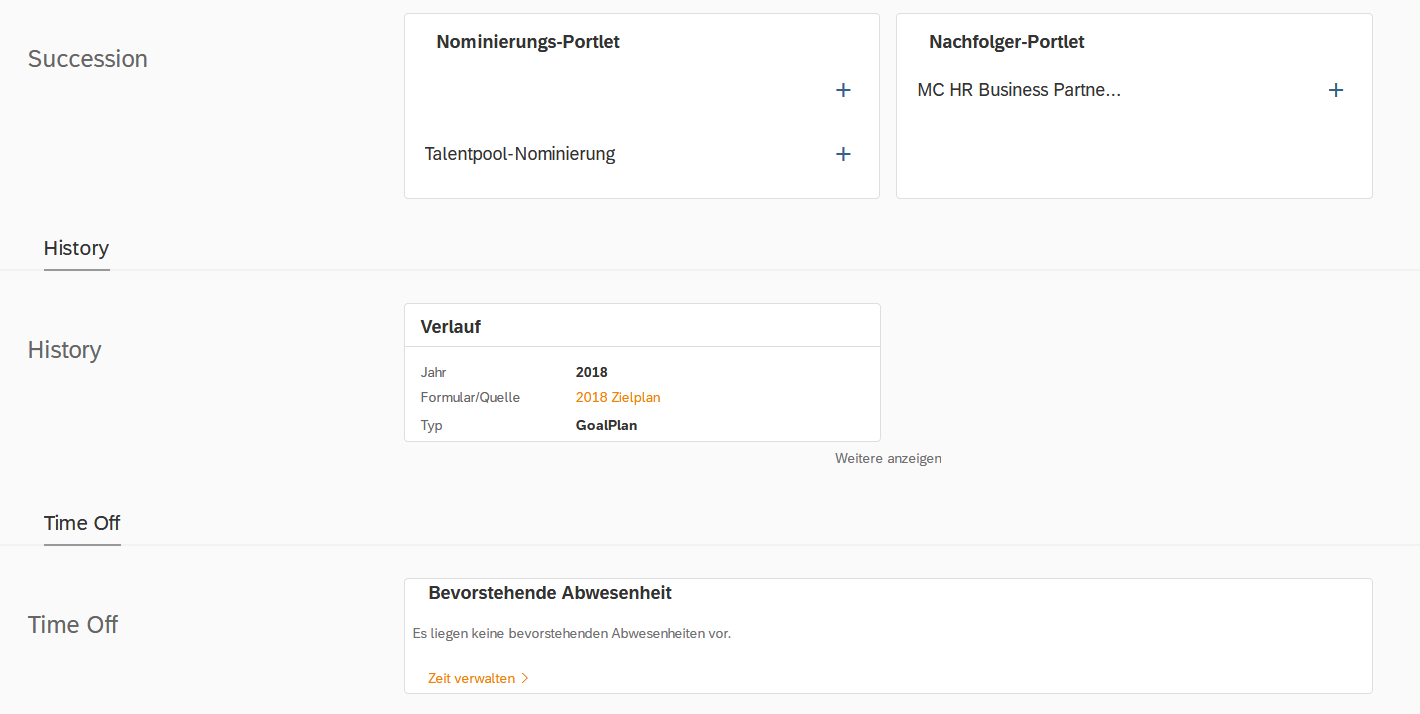 Succession
Nominierungs-Portlet
Talentpool-Nominierung
Nachfolger-Portlet
MC HR Business Partne...
History
History
Verlauf
Jahr 2018
Formular/Quelle 2018 Zielplan
Typ GoalPlan
Weitere anzeigen
Time Off
Time Off
Bevorstehende Abwesenheit
Es liegen keine bevorstehenden Abwesenheiten vor.
Zeit verwalten